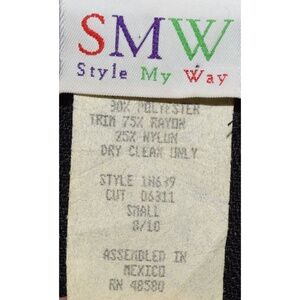 SMW
Style My Way
30% POLYESTER
TRIM 75% RAYON
25% NYLON
DRY CLEAN ONLY
STYLE 1N639
CUT. 06311
SMALL
8/10
ASSEMBLED IN
MEXICO
RN 48580